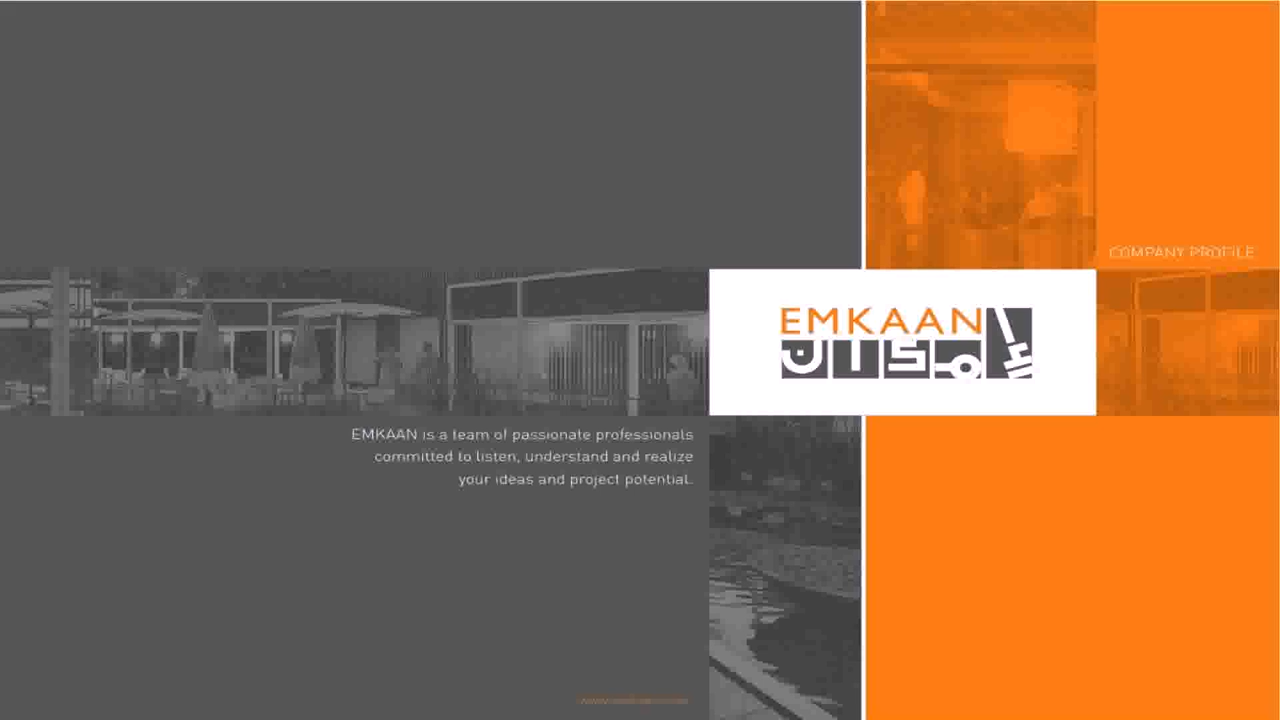 COMPANY PROFILE
EMKAAN
EMKAAN is a team of passionate professionals
committed to listen, understand and realize
your ideas and project potential.